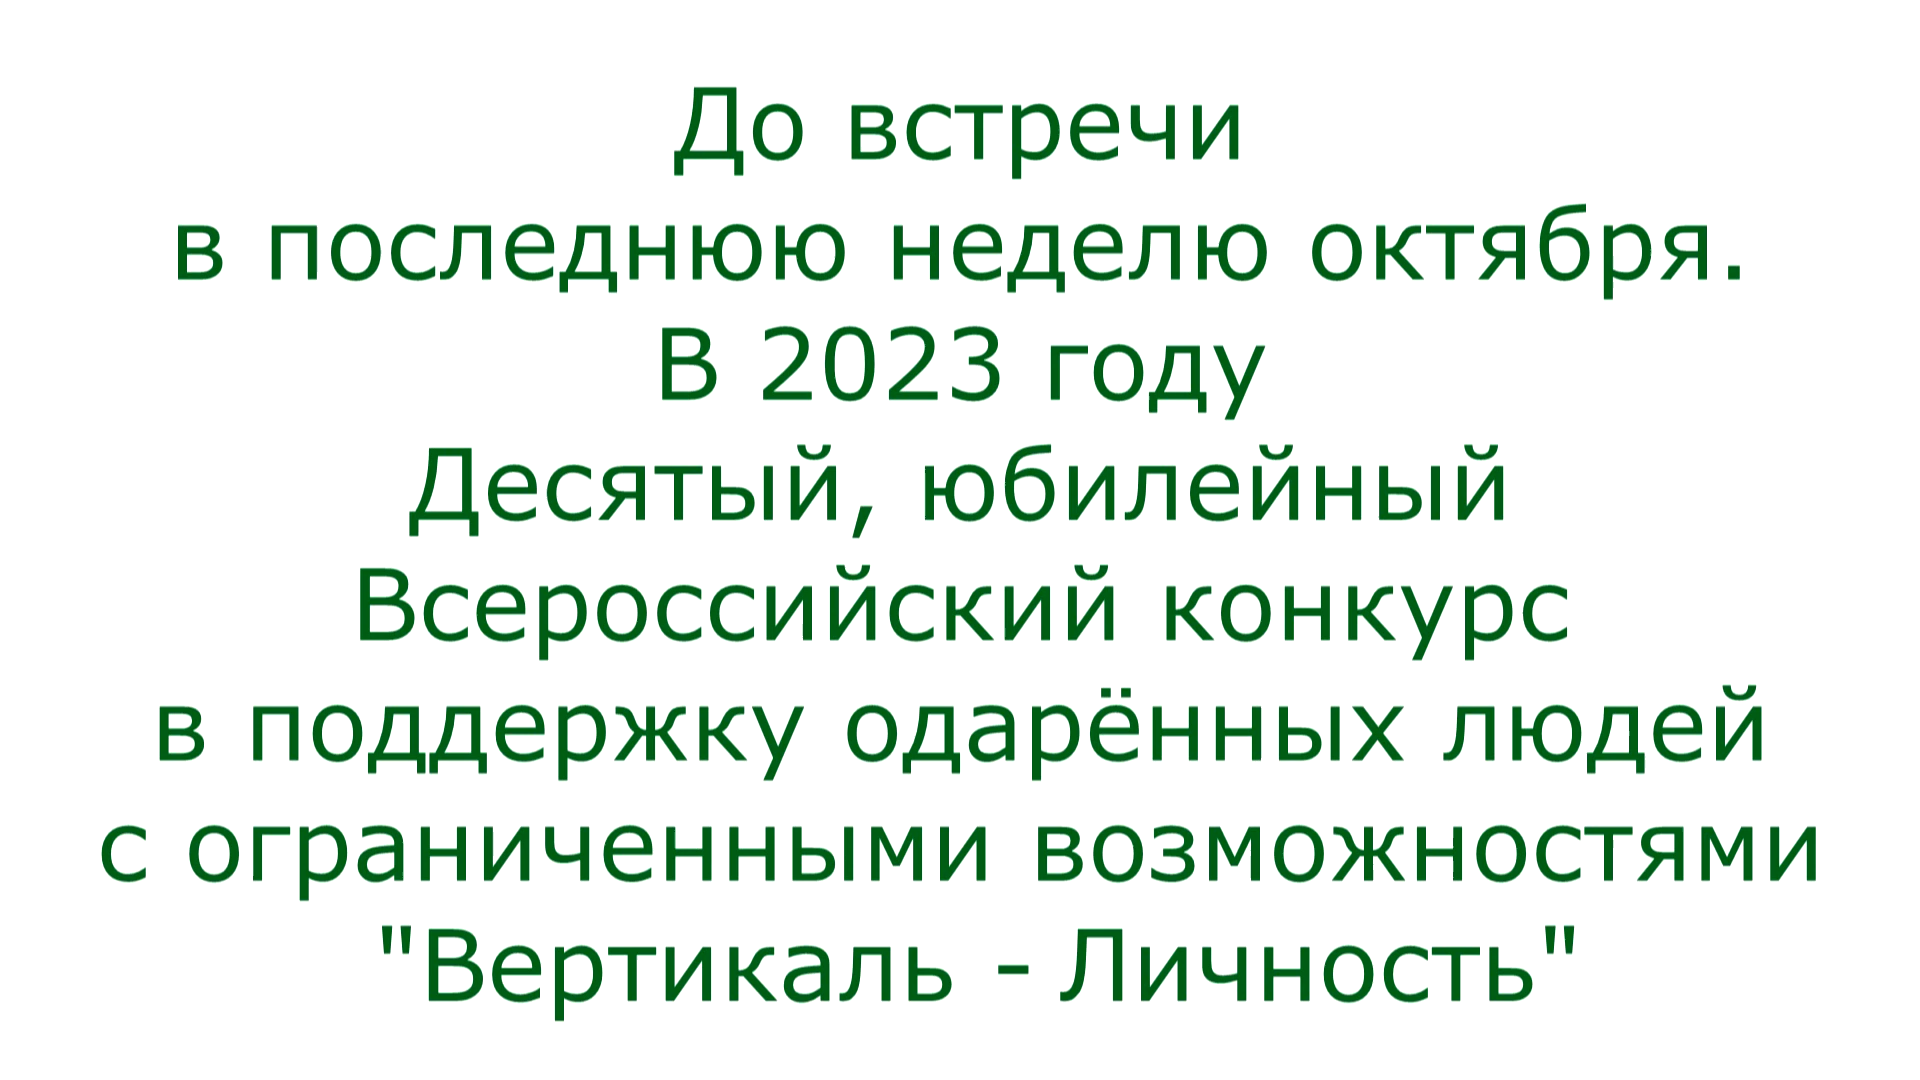 До встречи
в последнюю неделю октября.
В 2023 году
Десятый, юбилейный
Всероссийский конкурс
в поддержку одарённых людей
с ограниченными возможностями
"Вертикаль - Личность"